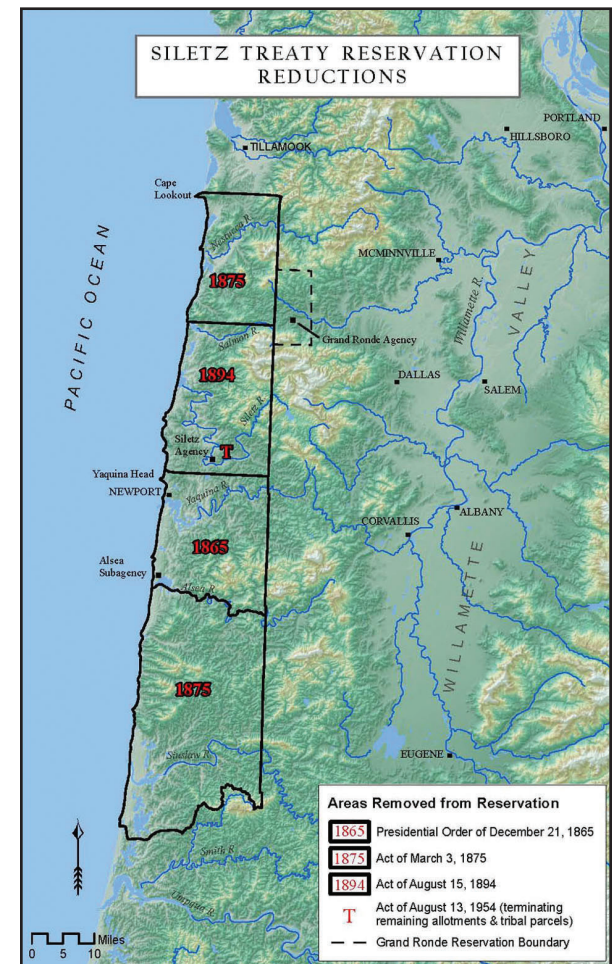 SILETZ TREATY RESERVATION
REDUCTIONS
PORTLAND
HILLSBORO
TILLAMOOK
Cape
Lookout
Nestucca R.
MCMINNVILLE
1875
PACIFIC OCEAN
Willamette R.
VALLEY
Salmon R.
Grand Ronde Agency
1894
DALLAS
SALEM
Siletz R.
Siletz
Agency
T
Yaquina Head
NEWPORT
Yaquina R.
ALBANY
CORVALLIS
1865
Alsea
Subagency
Alsea R.
WILLAMETTE
1875
Siuslaw R.
EUGENE
Smith R.
Umpqua R.
0 5 10 Miles
Areas Removed from Reservation
1865 Presidential Order of December 21, 1865
1875 Act of March 3, 1875
1894 Act of August 15, 1894
T Act of August 13, 1954 (terminating
remaining allotments & tribal parcels)
Grand Ronde Reservation Boundary